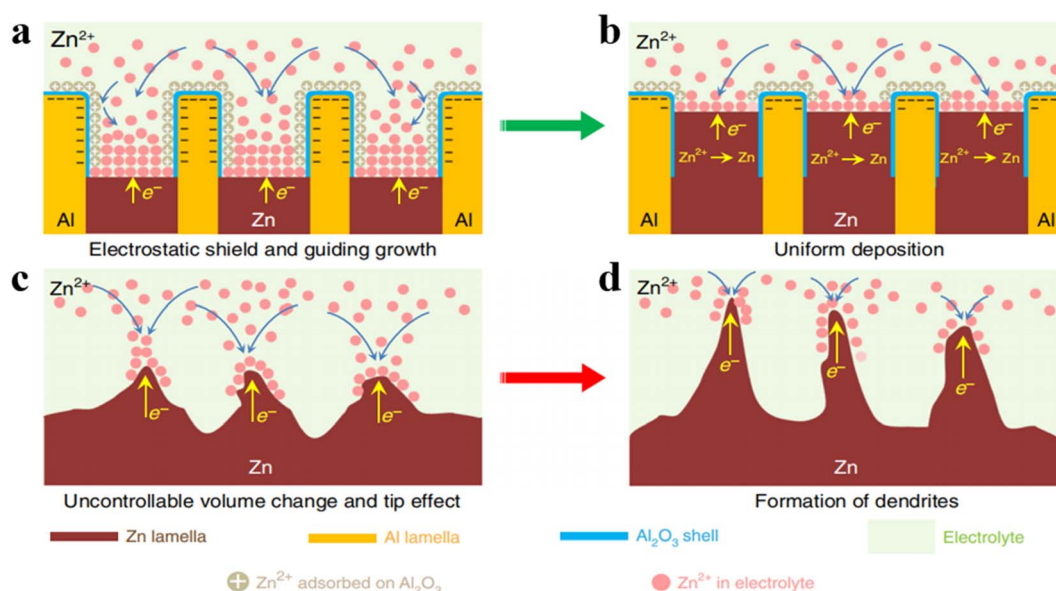 a
Zn²⁺
e⁻ e⁻ e⁻
Al Zn Al
Electrostatic shield and guiding growth
b
Zn²⁺
e⁻ e⁻ e⁻
Zn²⁺ → Zn Zn²⁺ → Zn Zn²⁺ → Zn
Al Zn Al
Uniform deposition
c
Zn²⁺
e⁻ e⁻ e⁻
Zn
Uncontrollable volume change and tip effect
d
Zn²⁺
e⁻ e⁻ e⁻
Zn
Formation of dendrites
Zn lamella Al lamella Al₂O₃ shell Electrolyte
Zn²⁺ adsorbed on Al₂O₃ Zn²⁺ in electrolyte